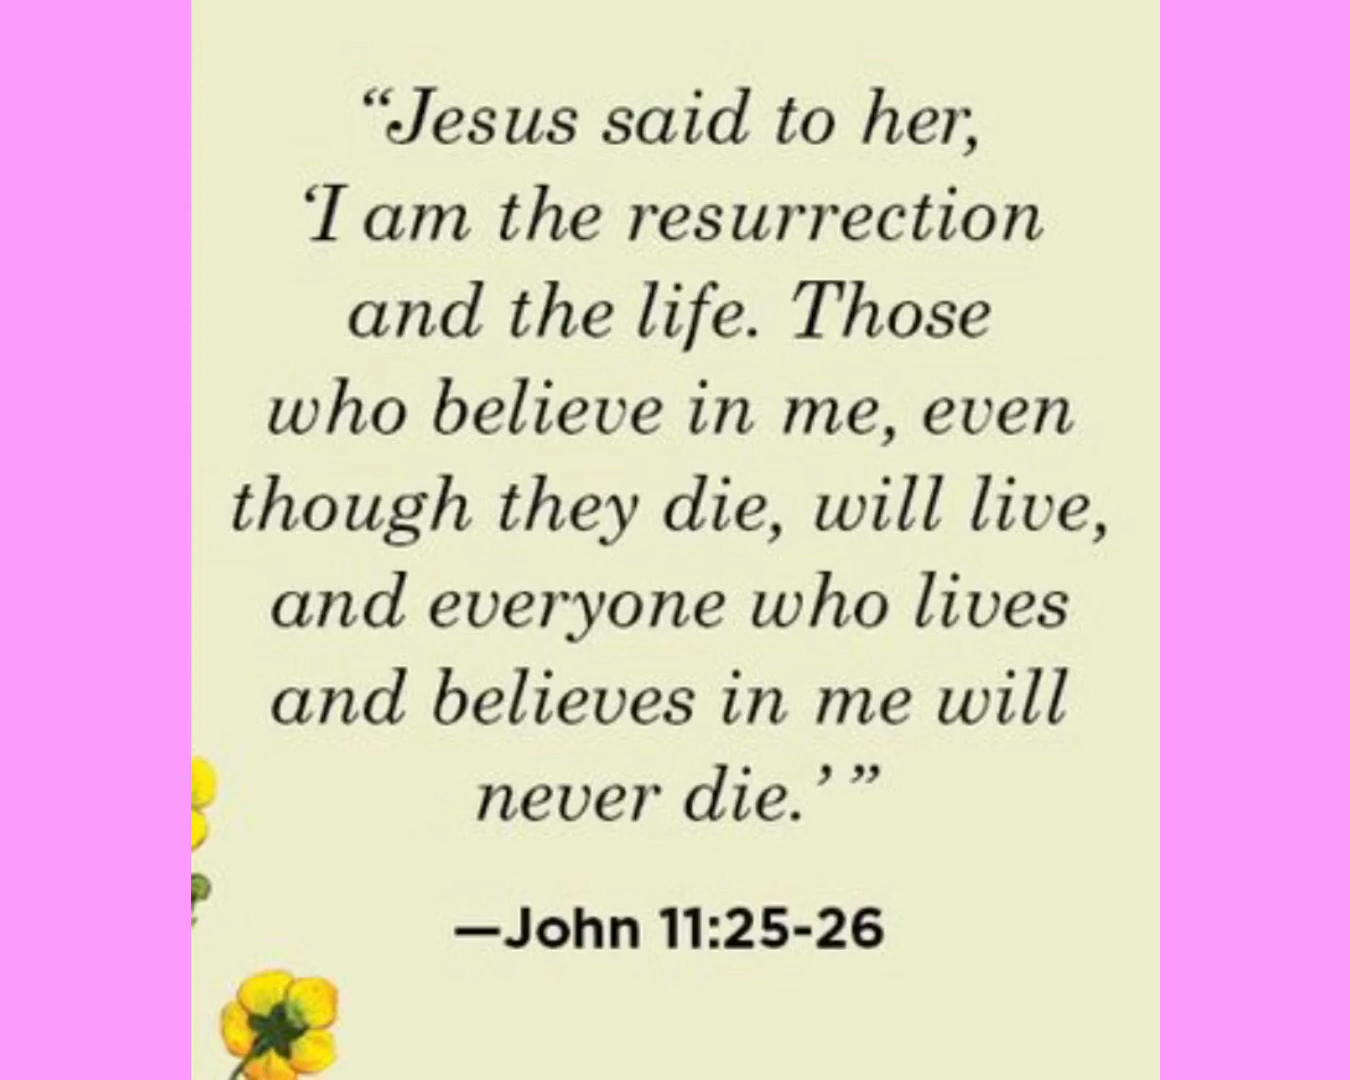 “Jesus said to her,
‘I am the resurrection
and the life. Those
who believe in me, even
though they die, will live,
and everyone who lives
and believes in me will
never die.’ ”
—John 11:25-26